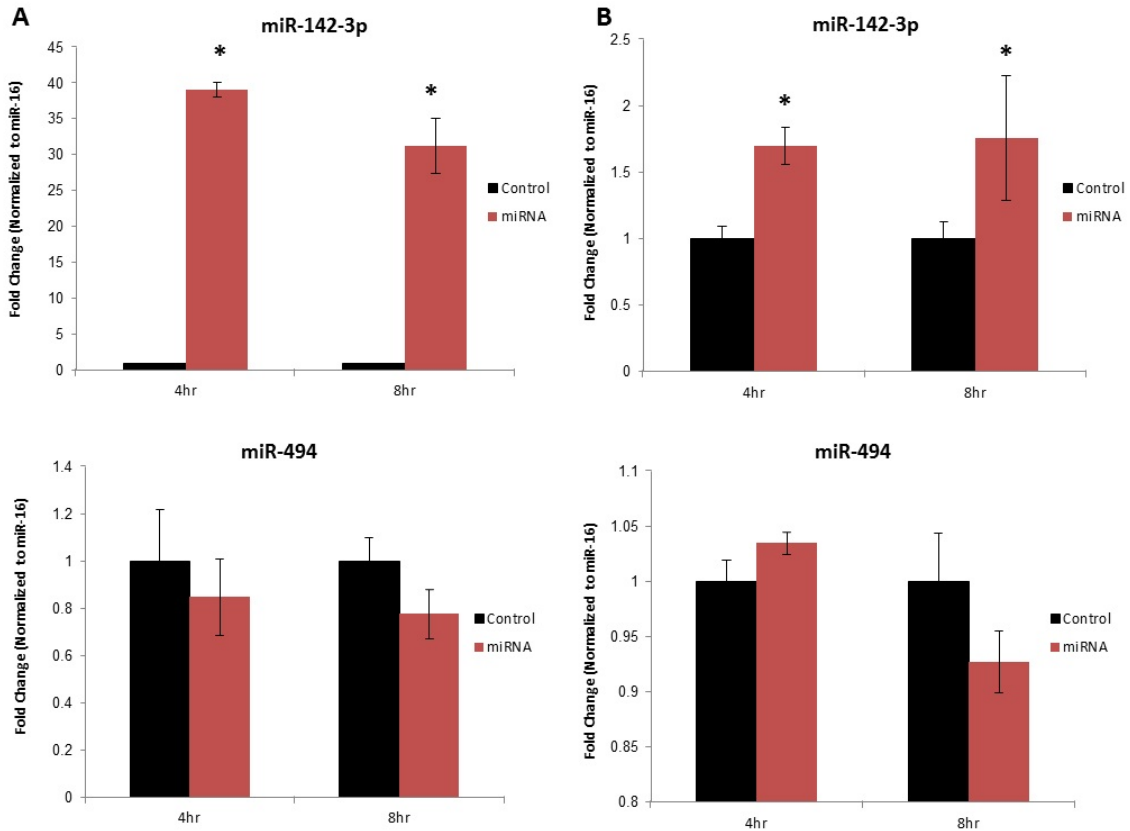 A
miR-142-3p
Fold Change (Normalized to miR-16)
45
40
35
30
25
20
15
10
5
0
*
*
4hr
8hr
Control
miRNA
B
miR-142-3p
Fold Change (Normalized to miR-16)
2.5
2
1.5
1
0.5
0
*
*
4hr
8hr
Control
miRNA
miR-494
Fold Change (Normalized to miR-16)
1.4
1.2
1
0.8
0.6
0.4
0.2
0
4hr
8hr
Control
miRNA
miR-494
Fold Change (Normalized to miR-16)
1.1
1.05
1
0.95
0.9
0.85
0.8
4hr
8hr
Control
miRNA